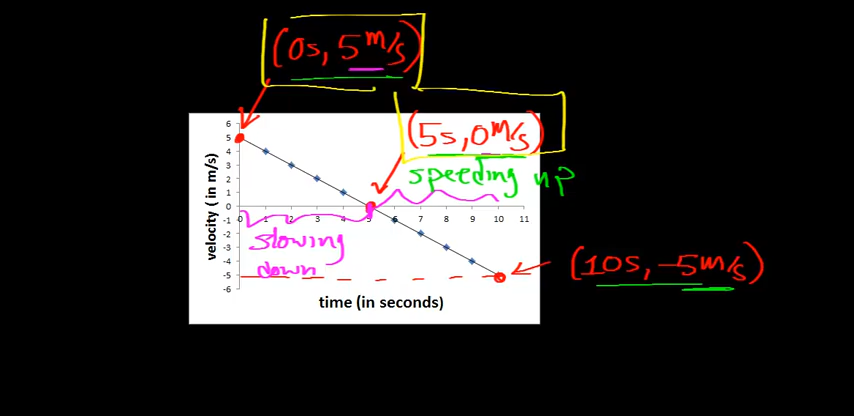 (0s, 5m/s)
(5s, 0m/s)
speeding up
6
5
4
3
2
1
0
-1
-2
-3
-4
-5
-6
velocity ( in m/s)
0 1 2 3 4 5 6 7 8 9 10 11
slowing
down
(10s, -5m/s)
time (in seconds)